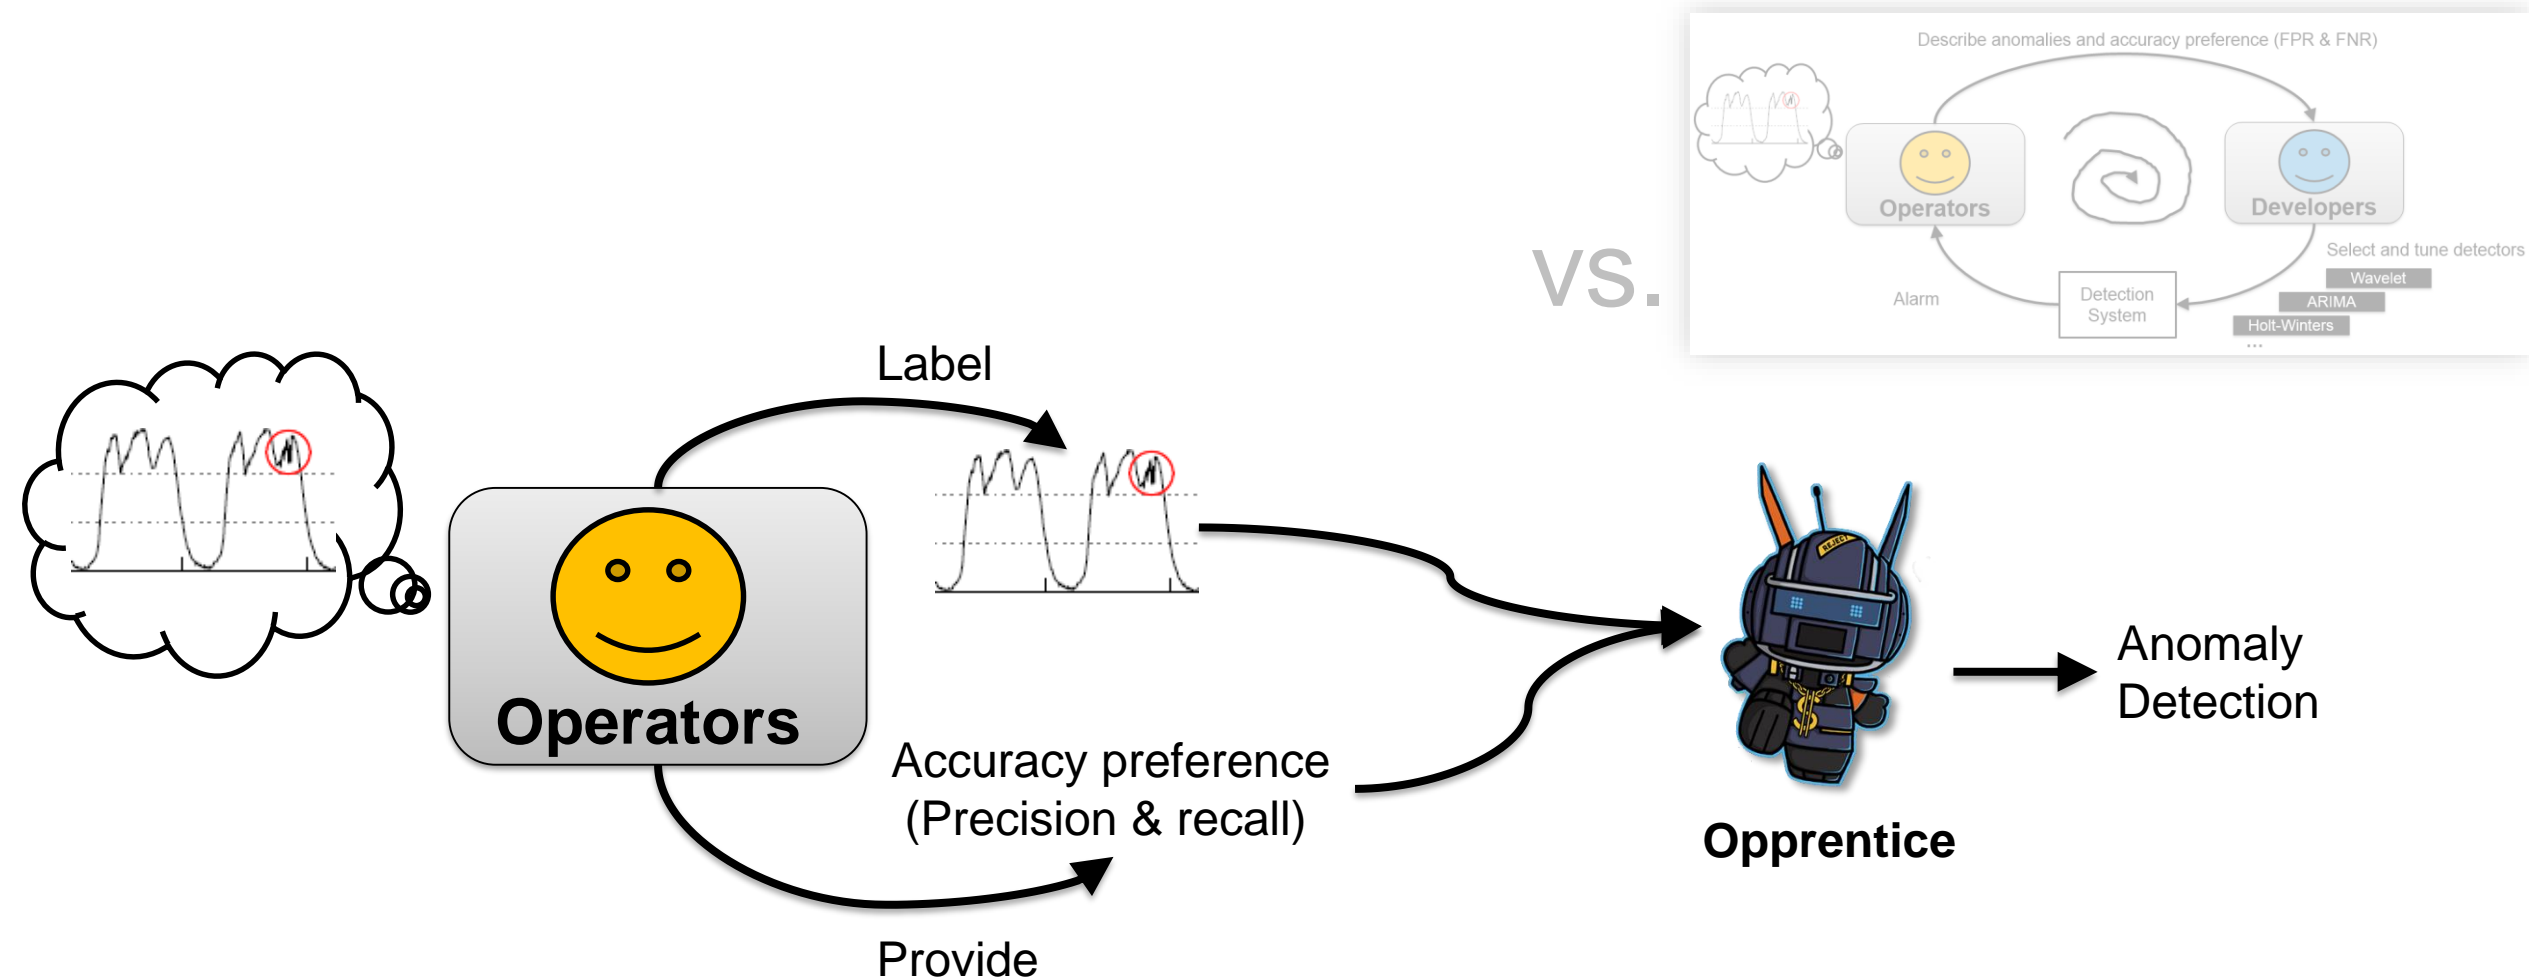 Describe anomalies and accuracy preference (FPR & FNR)
Operators
Developers
vs.
Select and tune detectors
Wavelet
ARIMA
Holt-Winters
...
Alarm
Detection
System
Label
Operators
Accuracy preference
(Precision & recall)
Provide
REJECT
Opprentice
Anomaly
Detection